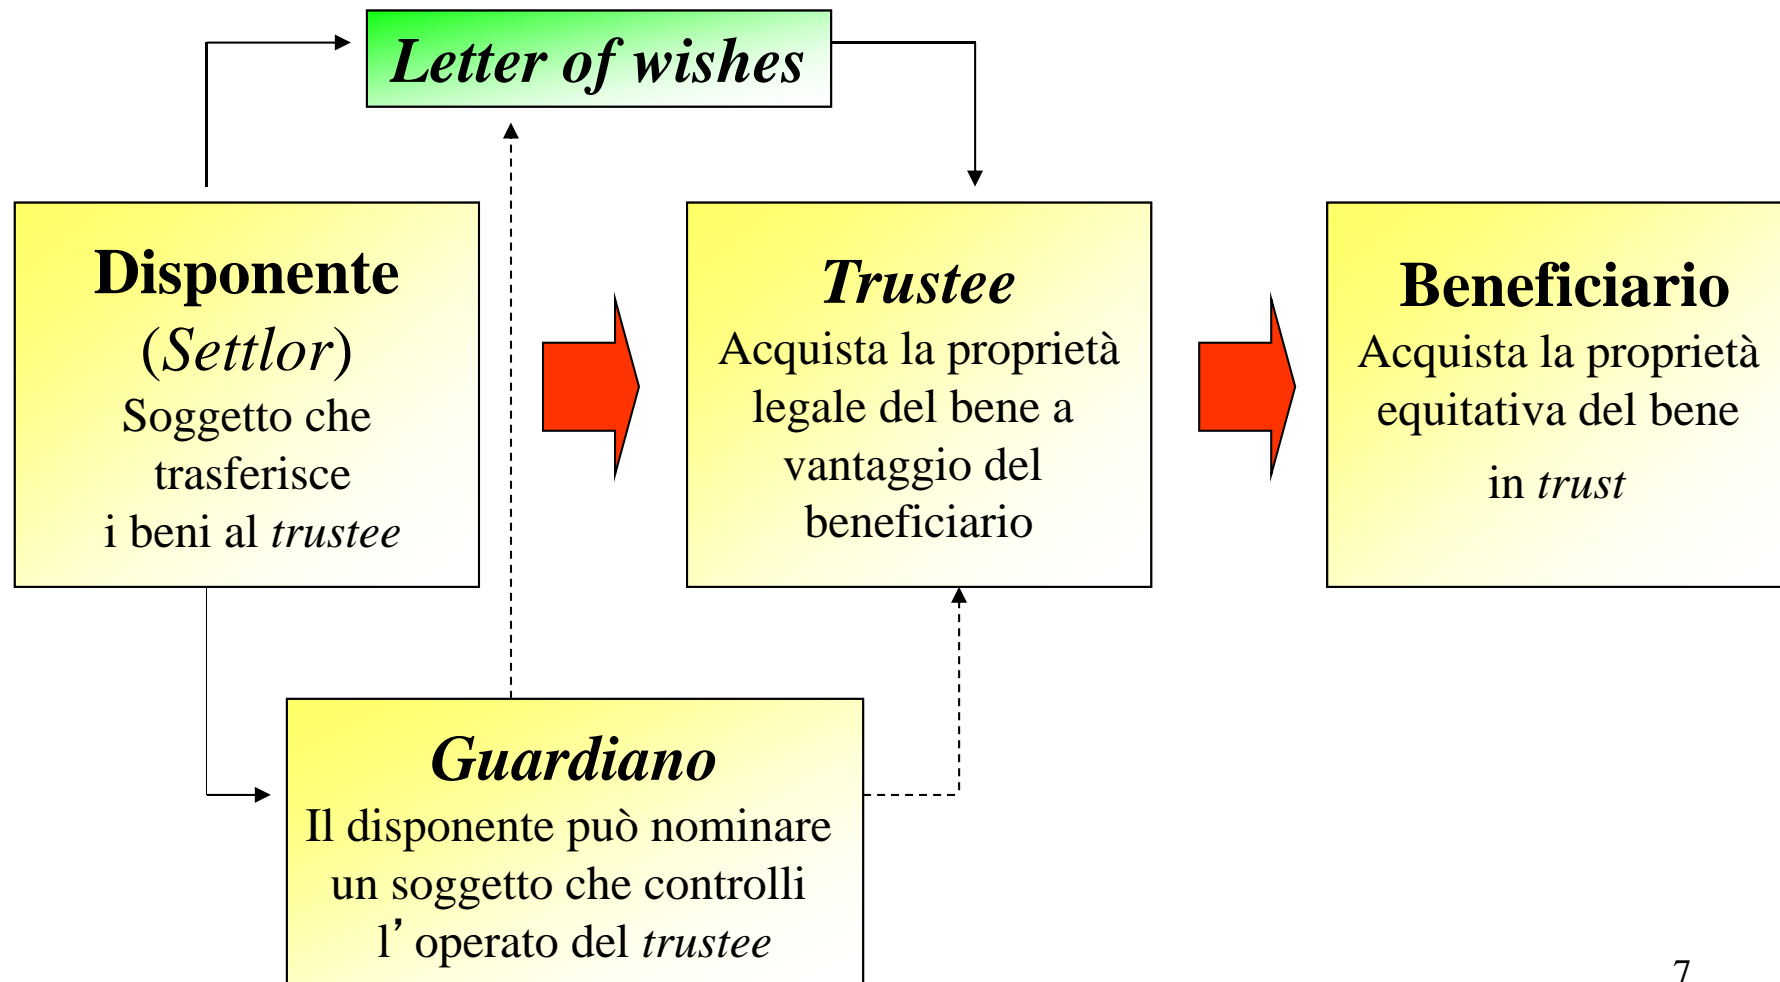 Letter of wishes
Disponente
(Settlor)
Soggetto che
trasferisce
i beni al trustee
Trustee
Acquista la proprietà
legale del bene a
vantaggio del
beneficiario
Beneficiario
Acquista la proprietà
equitativa del bene
in trust
Guardiano
Il disponente può nominare
un soggetto che controlli
l’ operato del trustee
7